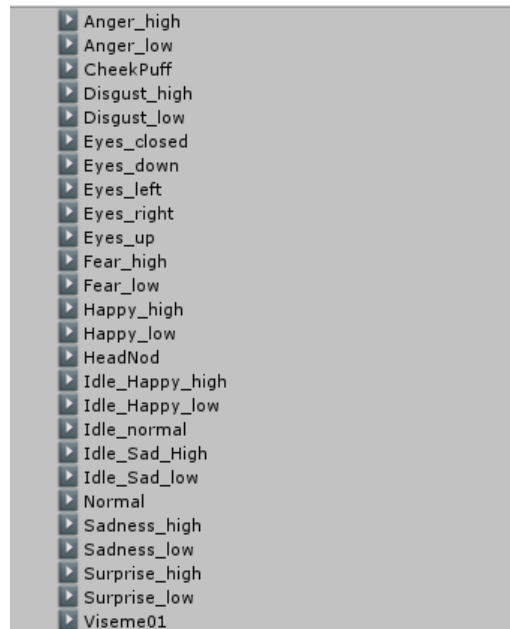 Anger_high
Anger_low
CheekPuff
Disgust_high
Disgust_low
Eyes_closed
Eyes_down
Eyes_left
Eyes_right
Eyes_up
Fear_high
Fear_low
Happy_high
Happy_low
HeadNod
Idle_Happy_high
Idle_Happy_low
Idle_normal
Idle_Sad_High
Idle_Sad_low
Normal
Sadness_high
Sadness_low
Surprise_high
Surprise_low
Viseme01